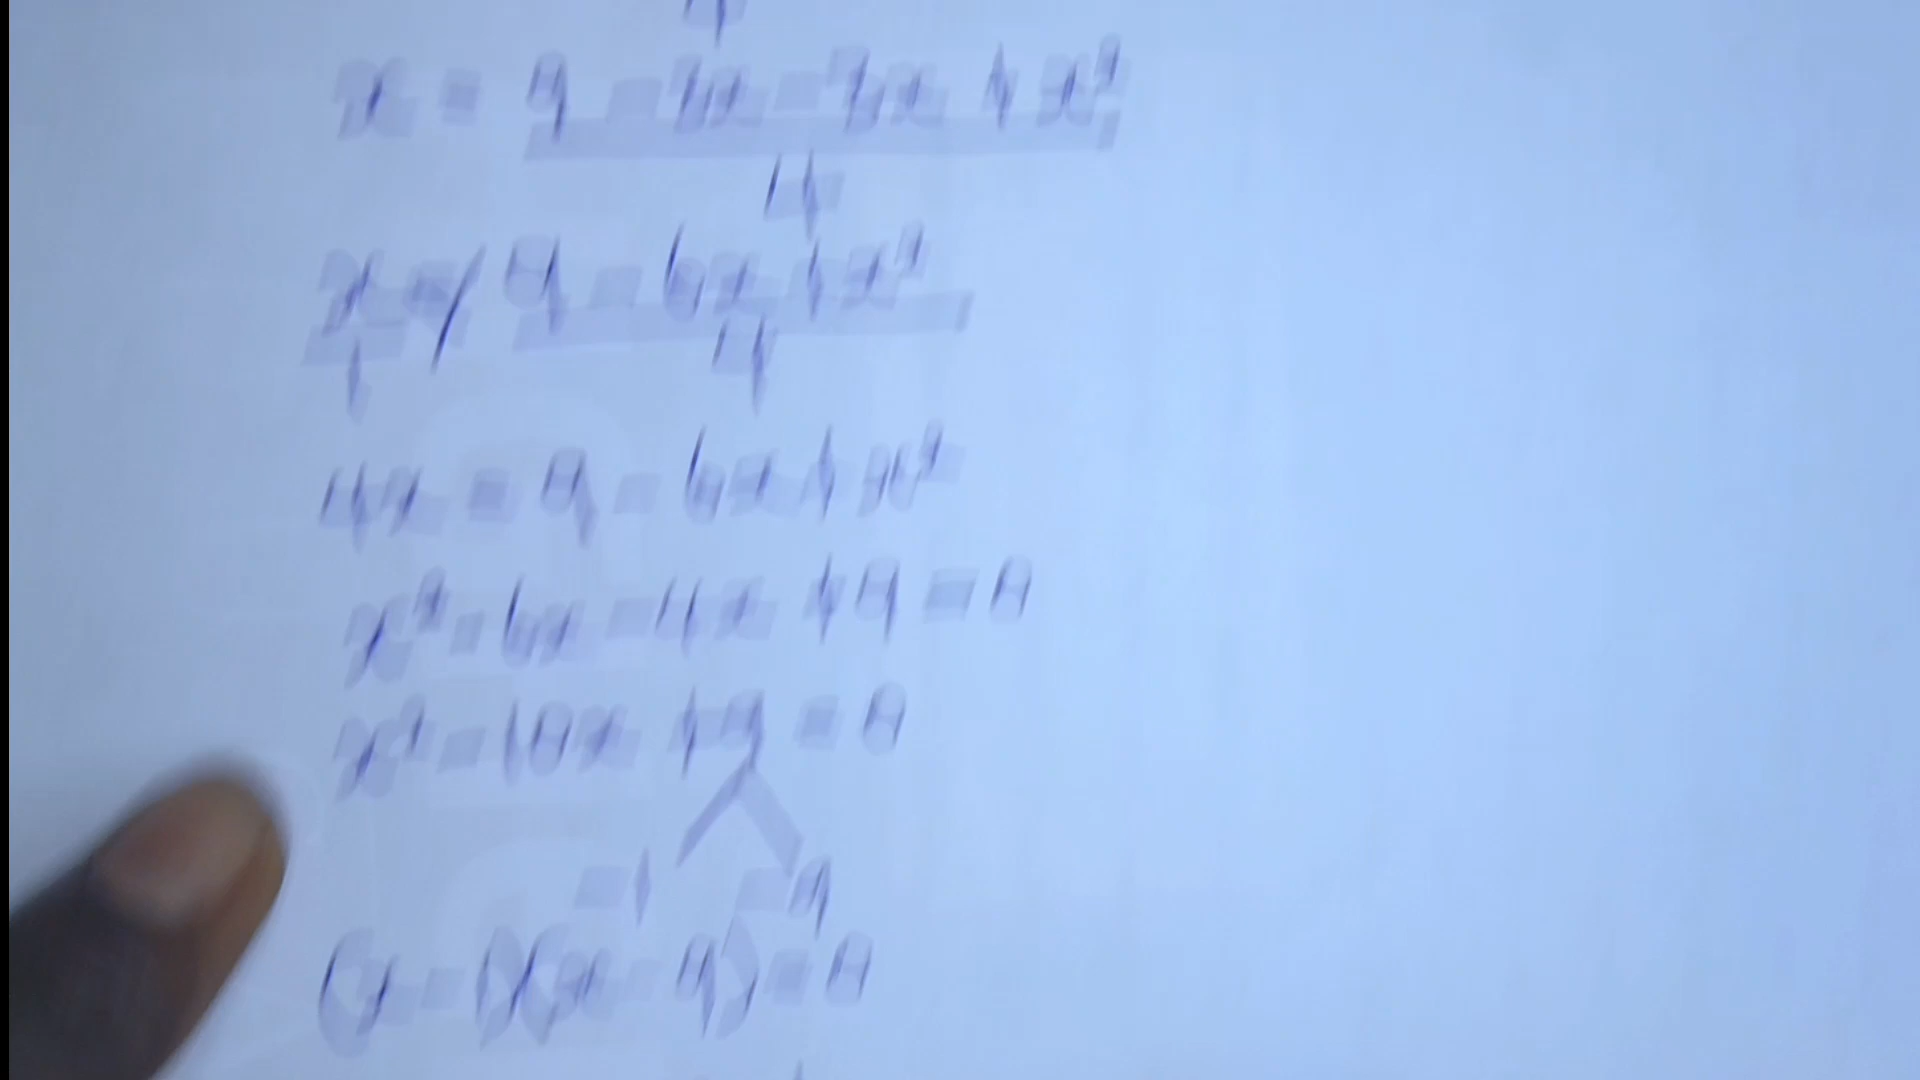 4
x = 9 - 3x - 3x + x²
4
x = 9 - 6x + x²
1 4
4x = 9 - 6x + x²
x² - 6x - 4x + 9 = 0
x² - 10x + 9 = 0
-1 -9
(x - 1)(x - 9) = 0